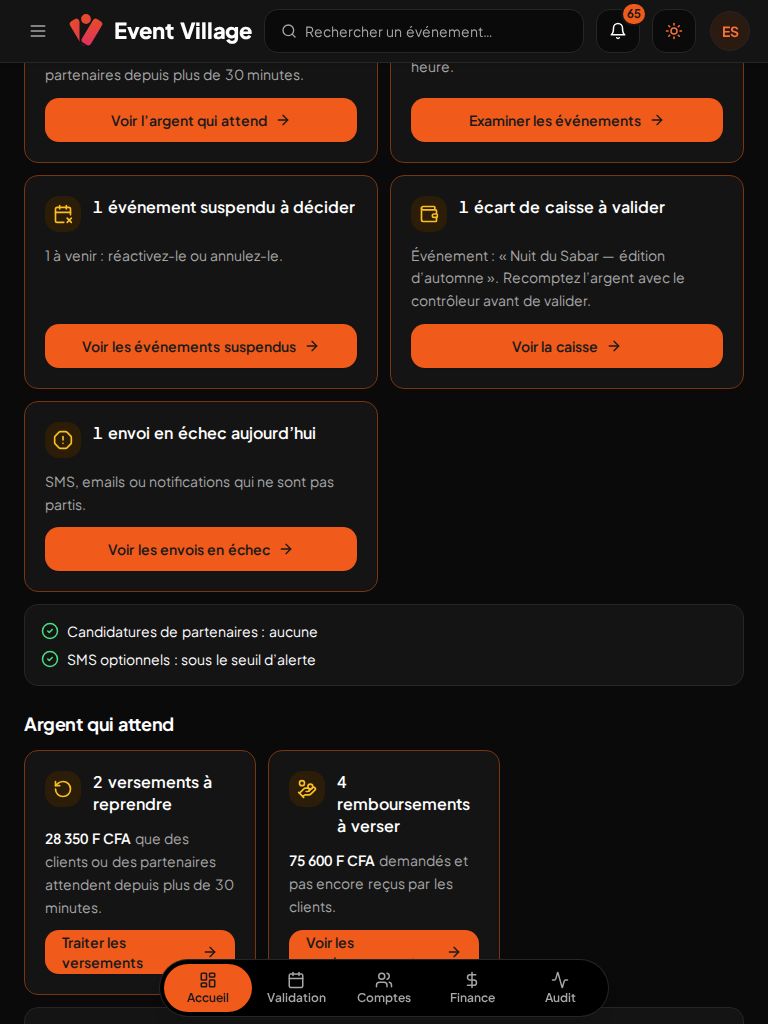 Event Village
Rechercher un événement…
65
ES
partenaires depuis plus de 30 minutes.
heure.
Voir l’argent qui attend
Examiner les événements
1 événement suspendu à décider
1 à venir : réactivez-le ou annulez-le.
Voir les événements suspendus
1 écart de caisse à valider
Événement : « Nuit du Sabar — édition
d’automne ». Recomptez l’argent avec le
contrôleur avant de valider.
Voir la caisse
1 envoi en échec aujourd’hui
SMS, emails ou notifications qui ne sont pas
partis.
Voir les envois en échec
Candidatures de partenaires : aucune
SMS optionnels : sous le seuil d’alerte
Argent qui attend
2 versements à
reprendre
28 350 F CFA que des
clients ou des partenaires
attendent depuis plus de 30
minutes.
Traiter les
versements
4
remboursements
à verser
75 600 F CFA demandés et
pas encore reçus par les
clients.
Voir les
Accueil
Validation
Comptes
Finance
Audit